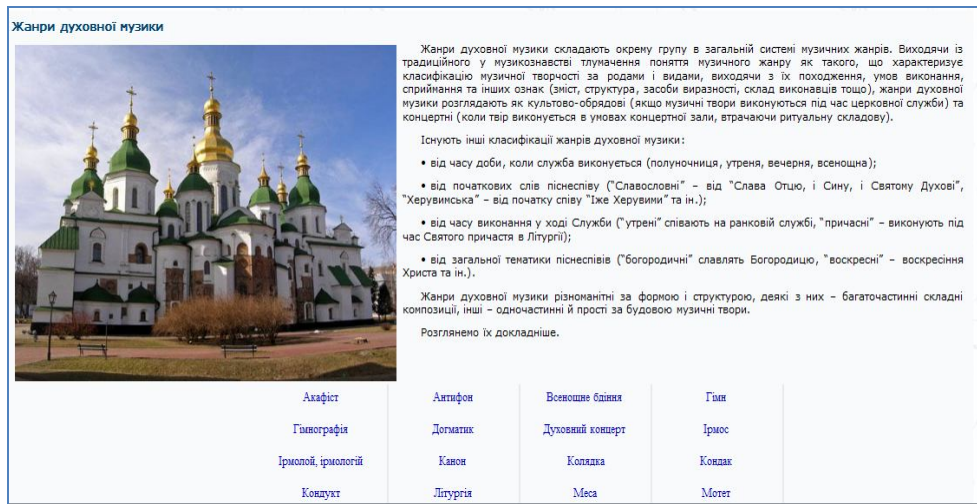 Жанри духовної музики
Жанри духовної музики складають окрему групу в загальній системі музичних жанрів. Виходячи із
традиційного у музикознавстві тлумачення поняття музичного жанру як такого, що характеризує
класифікацію музичної творчості за родами і видами, виходячи з їх походження, умов виконання,
сприймання та інших ознак (зміст, структура, засоби виразності, склад виконавців тощо), жанри духовної
музики розглядають як культово-обрядові (якщо музичні твори виконуються під час церковної служби) та
концертні (коли твір виконується в умовах концертної зали, втрачаючи ритуальну складову).
Існують інші класифікації жанрів духовної музики:
• від часу доби, коли служба виконується (полуночниця, утреня, вечерня, всенощна);
• від початкових слів піснеспіву ("Славословні" – від "Слава Отцю, і Сину, і Святому Духові",
"Херувимська" – від початку співу "Іже Херувими" та ін.);
• від часу виконання у ході Служби ("утрені" співають на ранковій службі, "причасні" – виконують під
час Святого причастя в Літургії);
• від загальної тематики піснеспівів ("богородичні" славлять Богородицю, "воскресні" – воскресіння
Христа та ін.).
Жанри духовної музики різноманітні за формою і структурою, деякі з них – багаточастинні складні
композиції, інші – одночастинні й прості за будовою музичні твори.
Розглянемо їх докладніше.
Акафіст Антифон Всенощне бдіння Гімн
Гімнографія Догматик Духовний концерт Ірмос
Ірмолой, ірмологій Канон Колядка Кондак
Кондукт Літургія Меса Мотет